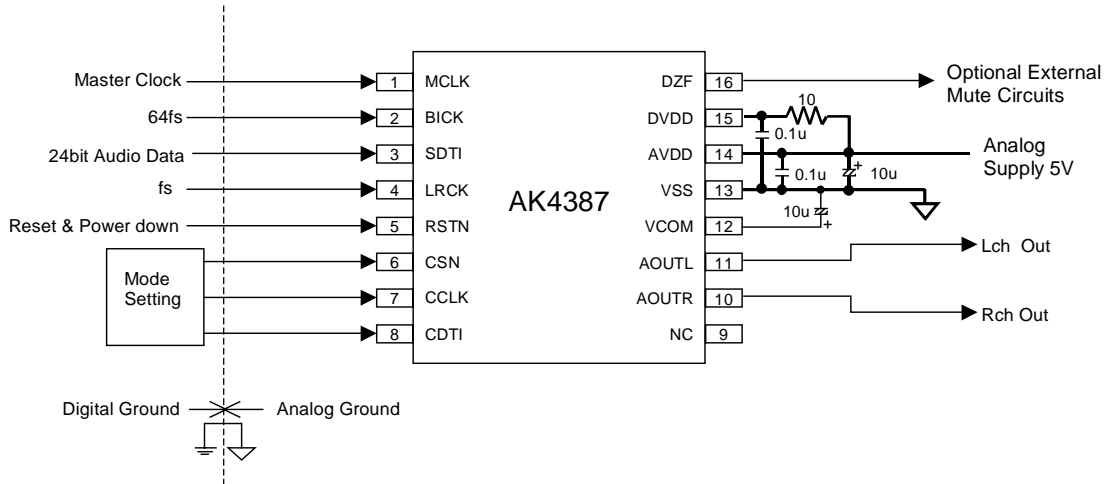 Master Clock
1
MCLK
64fs
2
BICK
24bit Audio Data
3
SDTI
fs
4
LRCK
Reset & Power down
5
RSTN
Mode
Setting
6
CSN
7
CCLK
8
CDTI
AK4387
DZF
16
Optional External
Mute Circuits
DVDD
15
10
0.1u
AVDD
14
Analog
Supply 5V
0.1u
+
10u
VSS
13
10u
+
VCOM
12
AOUTL
11
Lch Out
AOUTR
10
Rch Out
NC
9
Digital Ground
Analog Ground